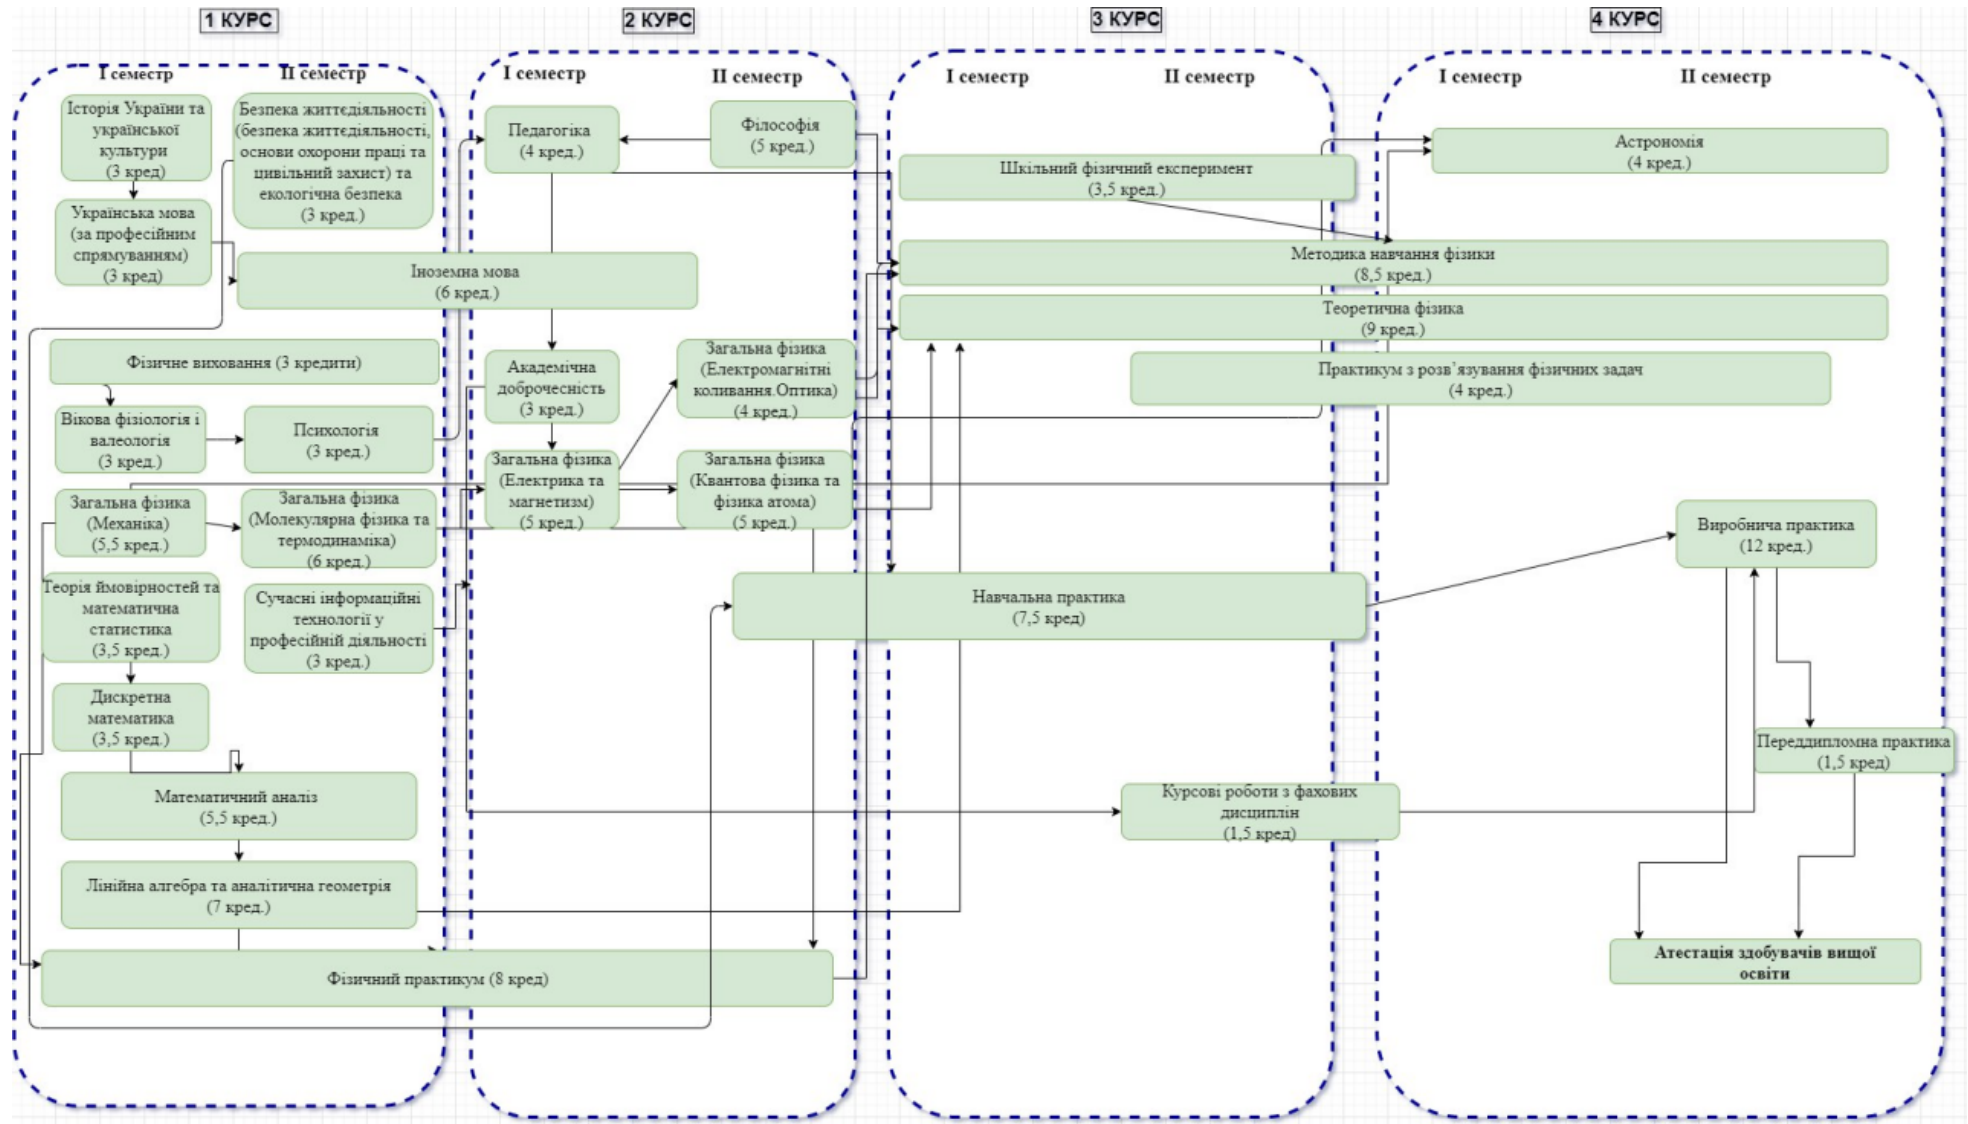 1 КУРС
2 КУРС
3 КУРС
4 КУРС
І семестр
ІІ семестр
І семестр
ІІ семестр
І семестр
ІІ семестр
І семестр
ІІ семестр
Історія України та
української
культури
(3 кред)
Українська мова
(за професійним
спрямуванням)
(3 кред)
Безпека життєдіяльності
(безпека життєдіяльності,
основи охорони праці та
цивільний захист) та
екологічна безпека
(3 кред.)
Іноземна мова
(6 кред.)
Фізичне виховання (3 кредити)
Вікова фізіологія і
валеологія
(3 кред.)
Психологія
(3 кред.)
Загальна фізика
(Механіка)
(5,5 кред.)
Загальна фізика
(Молекулярна фізика та
термодинаміка)
(6 кред.)
Теорія ймовірностей та
математична
статистика
(3,5 кред.)
Сучасні інформаційні
технології у
професійній діяльності
(3 кред.)
Дискретна
математика
(3,5 кред.)
Математичний аналіз
(5,5 кред.)
Лінійна алгебра та аналітична геометрія
(7 кред.)
Фізичний практикум (8 кред)
Педагогіка
(4 кред.)
Філософія
(5 кред.)
Академічна
доброчесність
(3 кред.)
Загальна фізика
(Електромагнітні
коливання.Оптика)
(4 кред.)
Загальна фізика
(Електрика та
магнетизм)
(5 кред.)
Загальна фізика
(Квантова фізика та
фізика атома)
(5 кред.)
Навчальна практика
(7,5 кред)
Шкільний фізичний експеримент
(3,5 кред.)
Методика навчання фізики
(8,5 кред.)
Теоретична фізика
(9 кред.)
Практикум з розв’язування фізичних задач
(4 кред.)
Курсові роботи з фахових
дисциплін
(1,5 кред)
Астрономія
(4 кред.)
Виробнича практика
(12 кред.)
Переддипломна практика
(1,5 кред)
Атестація здобувачів вищої
освіти